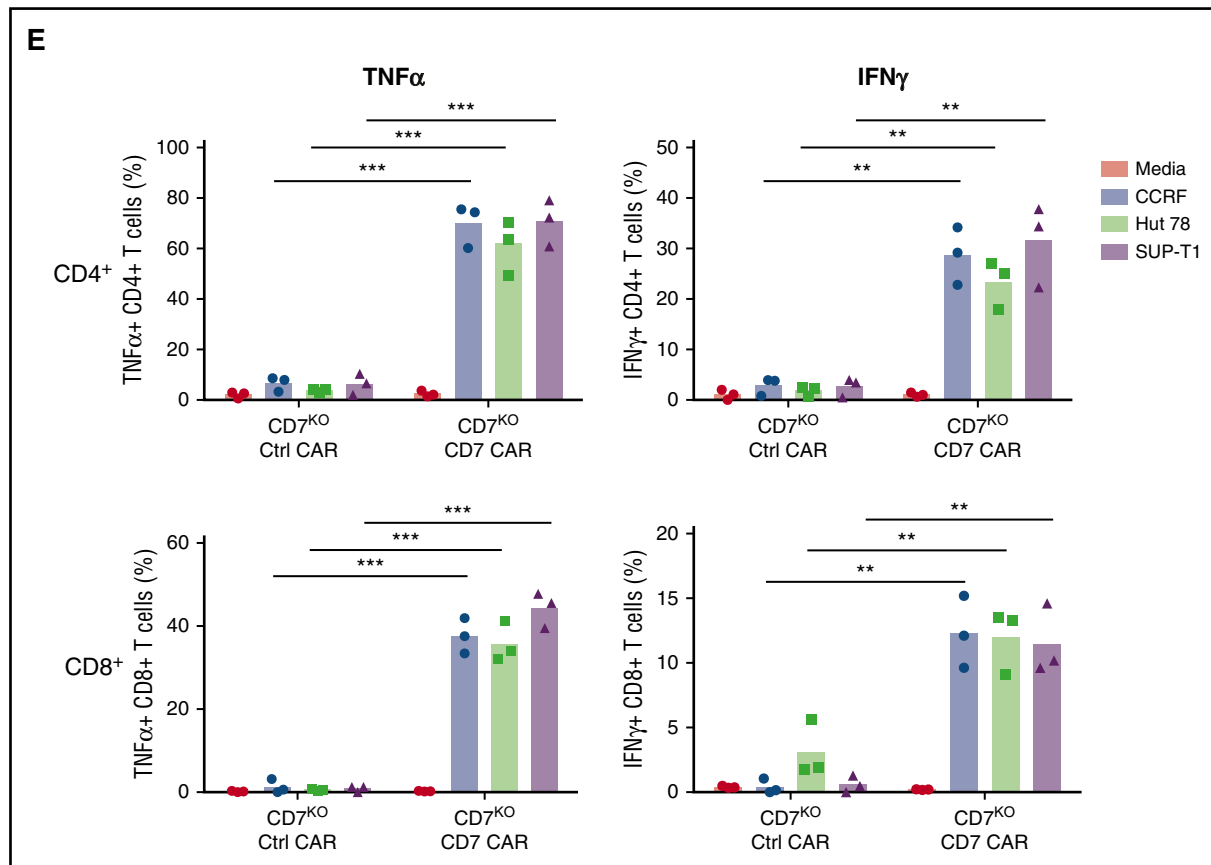 E
TNFα
IFNγ
***
***
***
**
**
**
TNFα+ CD4+ T cells (%)
100
80
60
40
20
0
IFNγ+ CD4+ T cells (%)
50
40
30
20
10
0
Media
CCRF
Hut 78
SUP-T1
CD4⁺
CD7ᴷᴼ
Ctrl CAR
CD7ᴷᴼ
CD7 CAR
CD7ᴷᴼ
Ctrl CAR
CD7ᴷᴼ
CD7 CAR
***
***
***
**
**
**
TNFα+ CD8+ T cells (%)
60
40
20
0
IFNγ+ CD8+ T cells (%)
20
15
10
5
0
CD8⁺
CD7ᴷᴼ
Ctrl CAR
CD7ᴷᴼ
CD7 CAR
CD7ᴷᴼ
Ctrl CAR
CD7ᴷᴼ
CD7 CAR